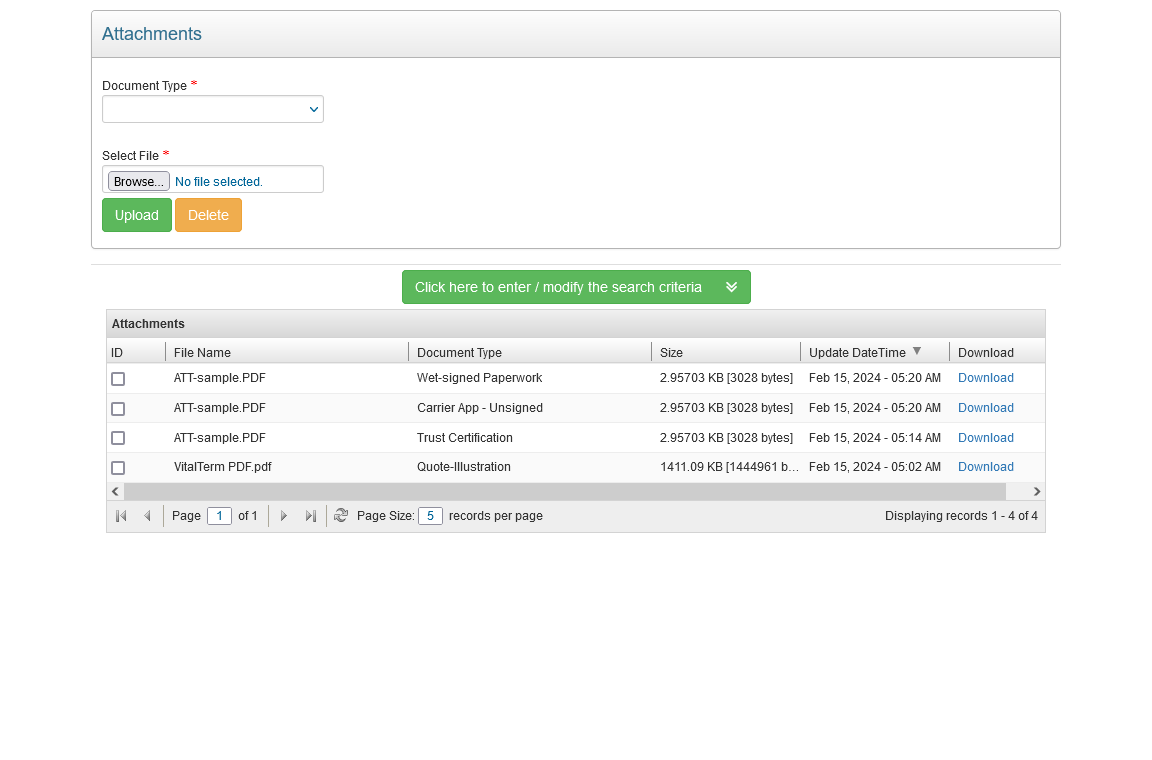 Attachments
Document Type *
Select File *
Browse... No file selected.
Upload Delete
Click here to enter / modify the search criteria
Attachments
ID File Name Document Type Size Update DateTime Download
ATT-sample.PDF Wet-signed Paperwork 2.95703 KB [3028 bytes] Feb 15, 2024 - 05:20 AM Download
ATT-sample.PDF Carrier App - Unsigned 2.95703 KB [3028 bytes] Feb 15, 2024 - 05:20 AM Download
ATT-sample.PDF Trust Certification 2.95703 KB [3028 bytes] Feb 15, 2024 - 05:14 AM Download
VitalTerm PDF.pdf Quote-Illustration 1411.09 KB [1444961 b... Feb 15, 2024 - 05:02 AM Download
Page 1 of 1 Page Size: 5 records per page Displaying records 1 - 4 of 4